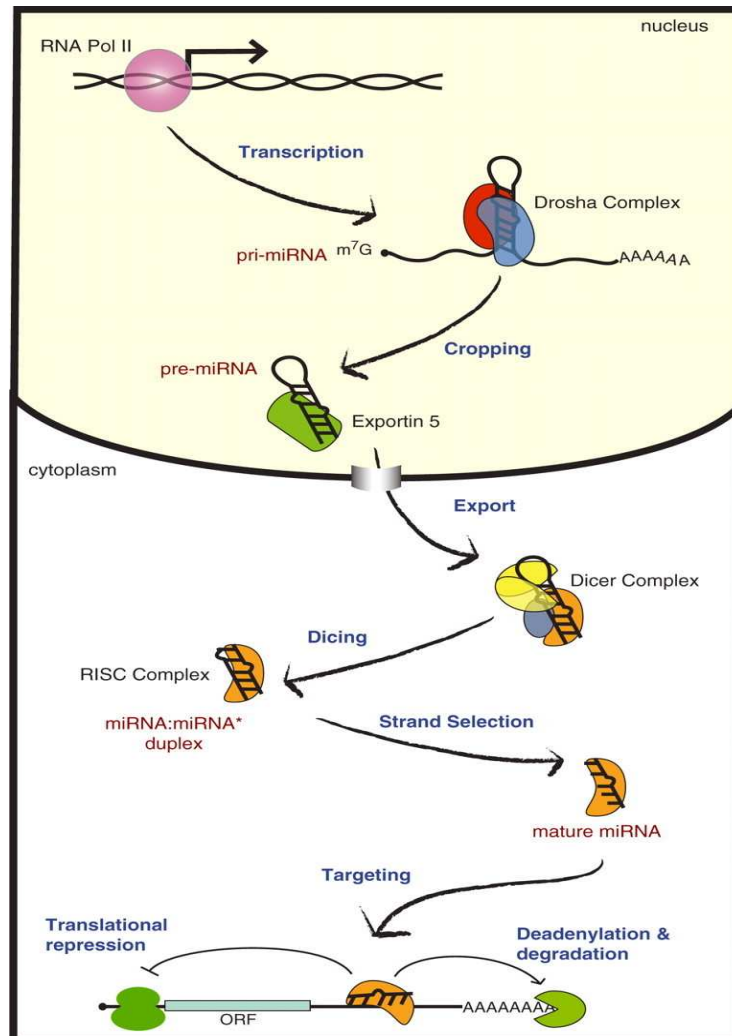 nucleus
RNA Pol II
Transcription
Drosha Complex
pri-miRNA
m⁷G
AAAAAA
Cropping
pre-miRNA
Exportin 5
cytoplasm
Export
Dicer Complex
Dicing
RISC Complex
miRNA:miRNA*
duplex
Strand Selection
mature miRNA
Targeting
Translational
repression
Deadenylation &
degradation
ORF
AAAAAAAA